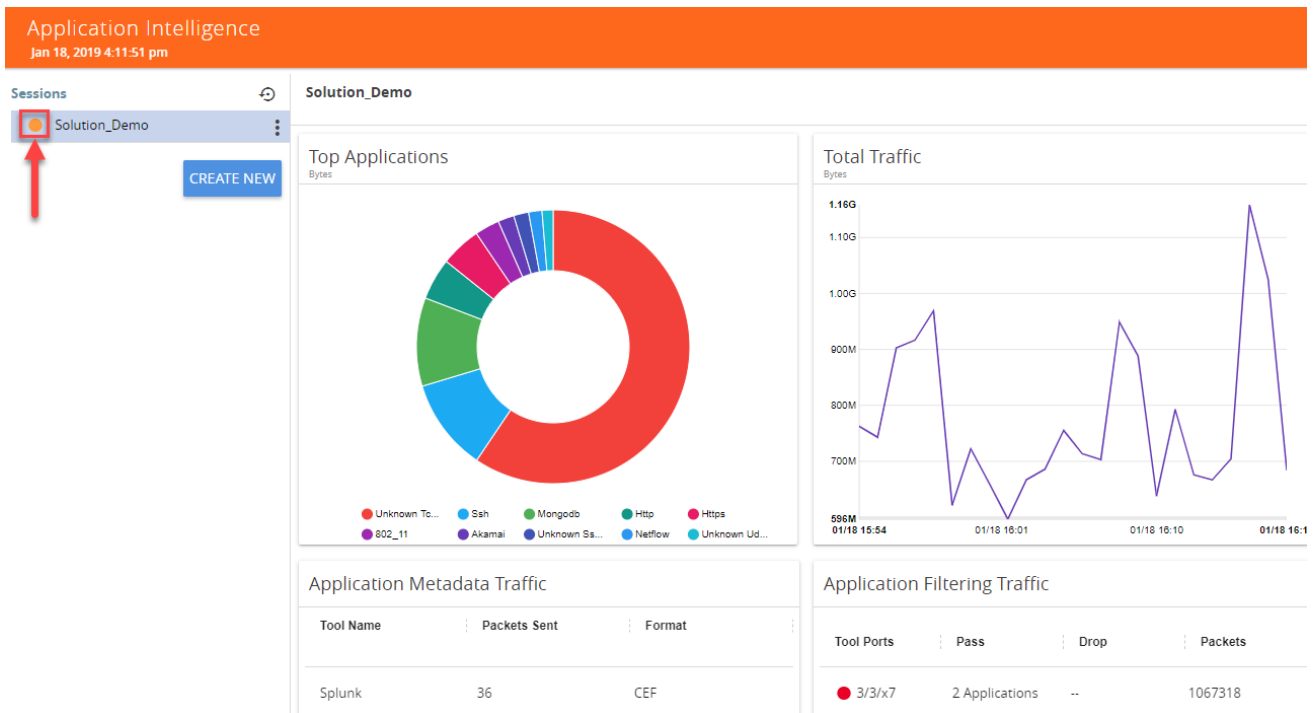 Application Intelligence
Jan 18, 2019 4:11:51 pm
Sessions
Solution_Demo
CREATE NEW
Solution_Demo
Top Applications
Bytes
Unknown Tc... Ssh Mongodb Http Https
802_11 Akamai Unknown Ss... Netflow Unknown Ud...
Total Traffic
Bytes
1.16G
1.10G
1.00G
900M
800M
700M
596M
01/18 15:54 01/18 16:01 01/18 16:10 01/18 16:1
Application Metadata Traffic
Tool Name Packets Sent Format
Splunk 36 CEF
Application Filtering Traffic
Tool Ports Pass Drop Packets
3/3/x7 2 Applications -- 1067318